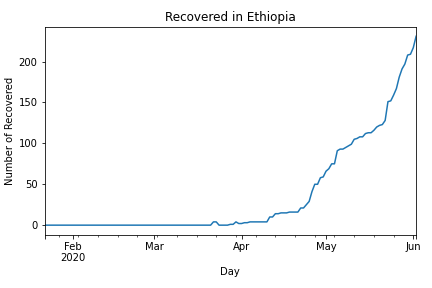 Recovered in Ethiopia
Number of Recovered
200
150
100
50
0
Feb
2020
Mar
Apr
May
Jun
Day